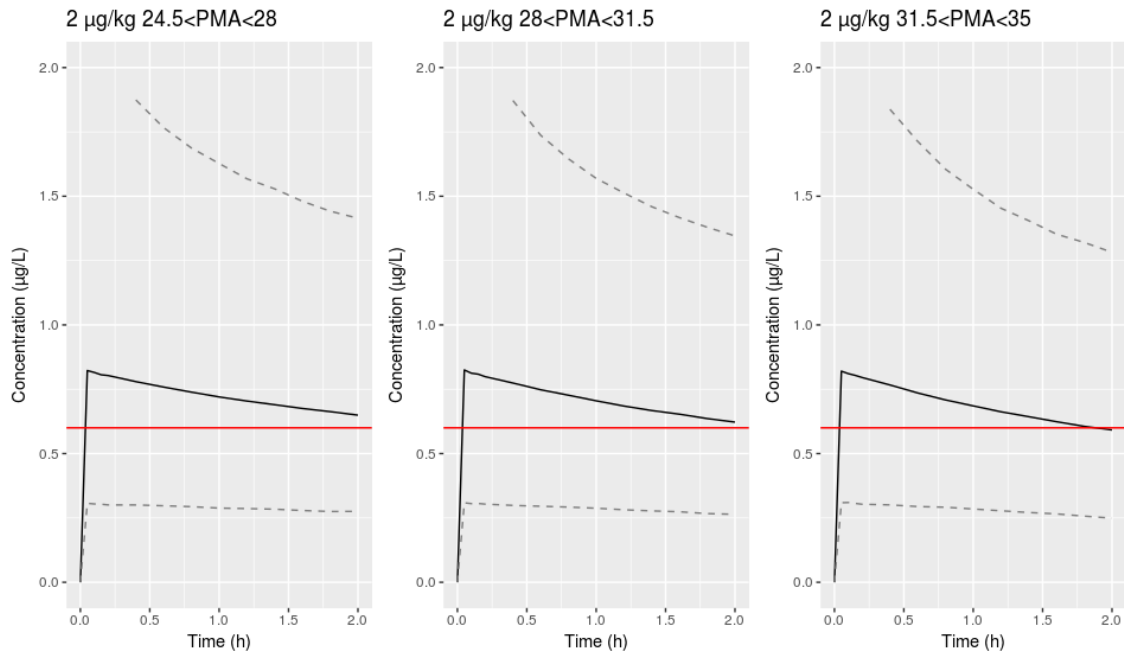 2 µg/kg 24.5<PMA<28
2.0
1.5
1.0
0.5
0.0
Concentration (µg/L)
0.0 0.5 1.0 1.5 2.0
Time (h)
2 µg/kg 28<PMA<31.5
2.0
1.5
1.0
0.5
0.0
Concentration (µg/L)
0.0 0.5 1.0 1.5 2.0
Time (h)
2 µg/kg 31.5<PMA<35
2.0
1.5
1.0
0.5
0.0
Concentration (µg/L)
0.0 0.5 1.0 1.5 2.0
Time (h)